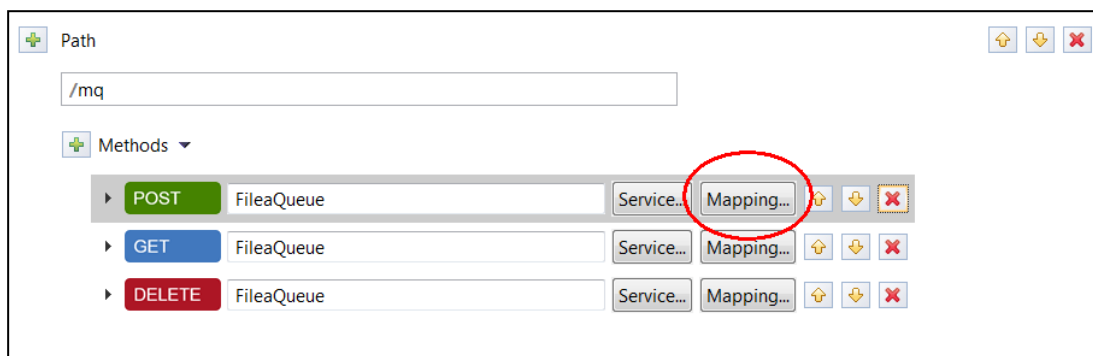 Path
/mq
Methods
POST FileaQueue Service... Mapping...
GET FileaQueue Service... Mapping...
DELETE FileaQueue Service... Mapping...